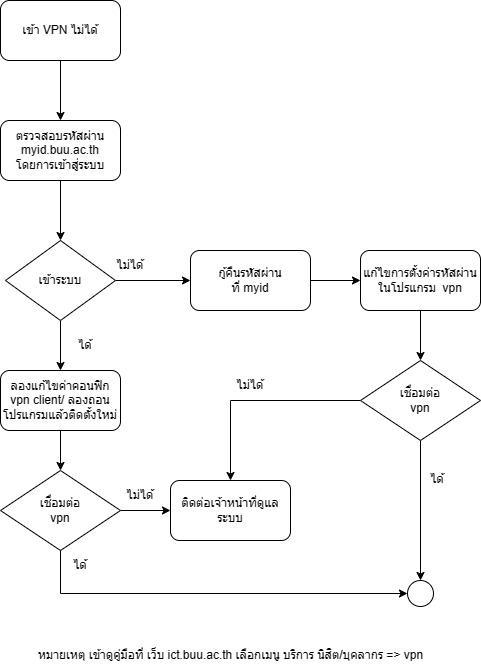 เข้า VPN ไม่ได้
ตรวจสอบรหัสผ่าน
myid.buu.ac.th
โดยการเข้าสู่ระบบ
เข้าระบบ
ไม่ได้
กู้คืนรหัสผ่าน
ที่ myid
แก้ไขการตั้งค่ารหัสผ่าน
ในโปรแกรม vpn
ได้
ลองแก้ไขค่าคอนฟิก
vpn client/ ลองถอน
โปรแกรมแล้วติดตั้งใหม่
ไม่ได้
เชื่อมต่อ
vpn
ได้
เชื่อมต่อ
vpn
ไม่ได้
ติดต่อเจ้าหน้าที่ดูแล
ระบบ
ได้
หมายเหตุ เข้าดูคู่มือที่ เว็บ ict.buu.ac.th เลือกเมนู บริการ นิสิต/บุคลากร => vpn